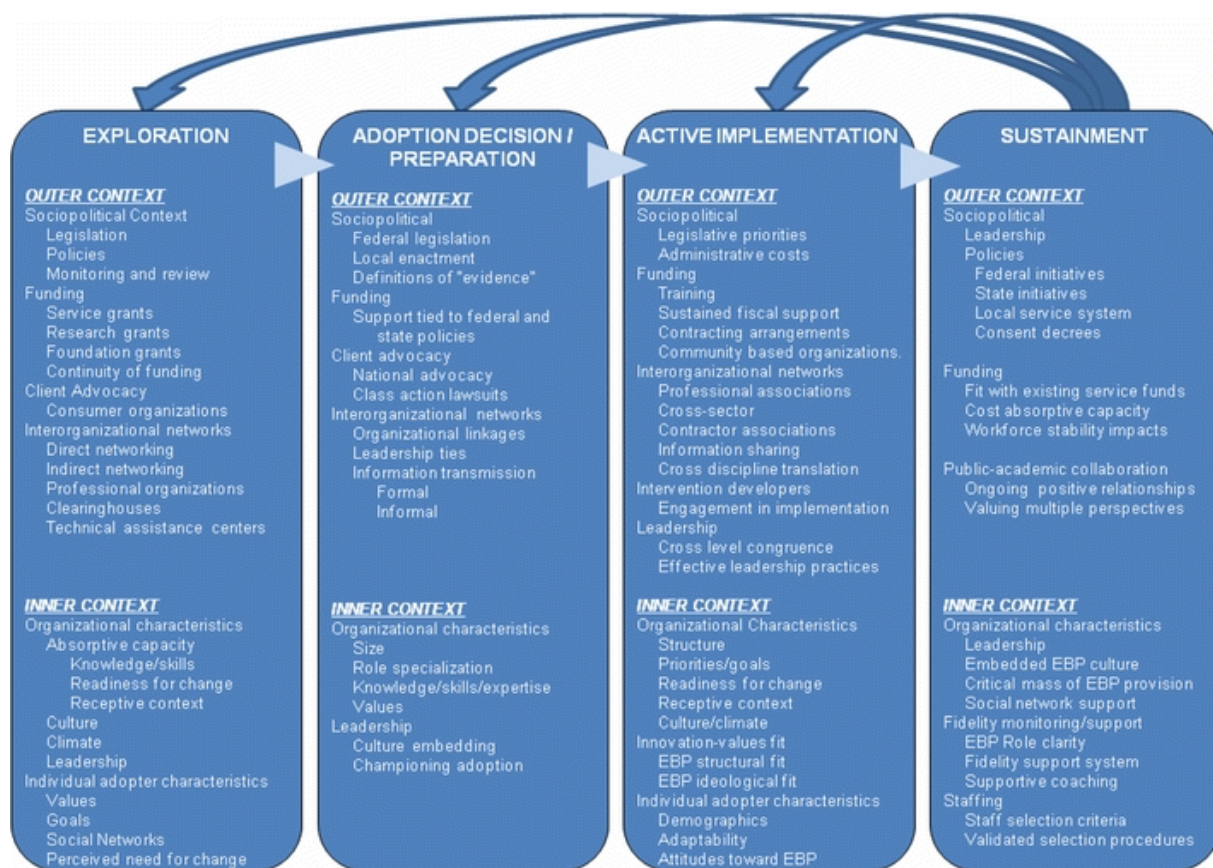 EXPLORATION
OUTER CONTEXT
Sociopolitical Context
Legislation
Policies
Monitoring and review
Funding
Service grants
Research grants
Foundation grants
Continuity of funding
Client Advocacy
Consumer organizations
Interorganizational networks
Direct networking
Indirect networking
Professional organizations
Clearinghouses
Technical assistance centers
INNER CONTEXT
Organizational characteristics
Absorptive capacity
Knowledge/skills
Readiness for change
Receptive context
Culture
Climate
Leadership
Individual adopter characteristics
Values
Goals
Social Networks
Perceived need for change
ADOPTION DECISION /
PREPARATION
OUTER CONTEXT
Sociopolitical
Federal legislation
Local enactment
Definitions of "evidence"
Funding
Support tied to federal and
state policies
Client advocacy
National advocacy
Class action lawsuits
Interorganizational networks
Organizational linkages
Leadership ties
Information transmission
Formal
Informal
INNER CONTEXT
Organizational characteristics
Size
Role specialization
Knowledge/skills/expertise
Values
Leadership
Culture embedding
Championing adoption
ACTIVE IMPLEMENTATION
OUTER CONTEXT
Sociopolitical
Legislative priorities
Administrative costs
Funding
Training
Sustained fiscal support
Contracting arrangements
Community based organizations.
Interorganizational networks
Professional associations
Cross-sector
Contractor associations
Information sharing
Cross discipline translation
Intervention developers
Engagement in implementation
Leadership
Cross level congruence
Effective leadership practices
INNER CONTEXT
Organizational Characteristics
Structure
Priorities/goals
Readiness for change
Receptive context
Culture/climate
Innovation-values fit
EBP structural fit
EBP ideological fit
Individual adopter characteristics
Demographics
Adaptability
Attitudes toward EBP
SUSTAINMENT
OUTER CONTEXT
Sociopolitical
Leadership
Policies
Federal initiatives
State initiatives
Local service system
Consent decrees
Funding
Fit with existing service funds
Cost absorptive capacity
Workforce stability impacts
Public-academic collaboration
Ongoing positive relationships
Valuing multiple perspectives
INNER CONTEXT
Organizational characteristics
Leadership
Embedded EBP culture
Critical mass of EBP provision
Social network support
Fidelity monitoring/support
EBP Role clarity
Fidelity support system
Supportive coaching
Staffing
Staff selection criteria
Validated selection procedures